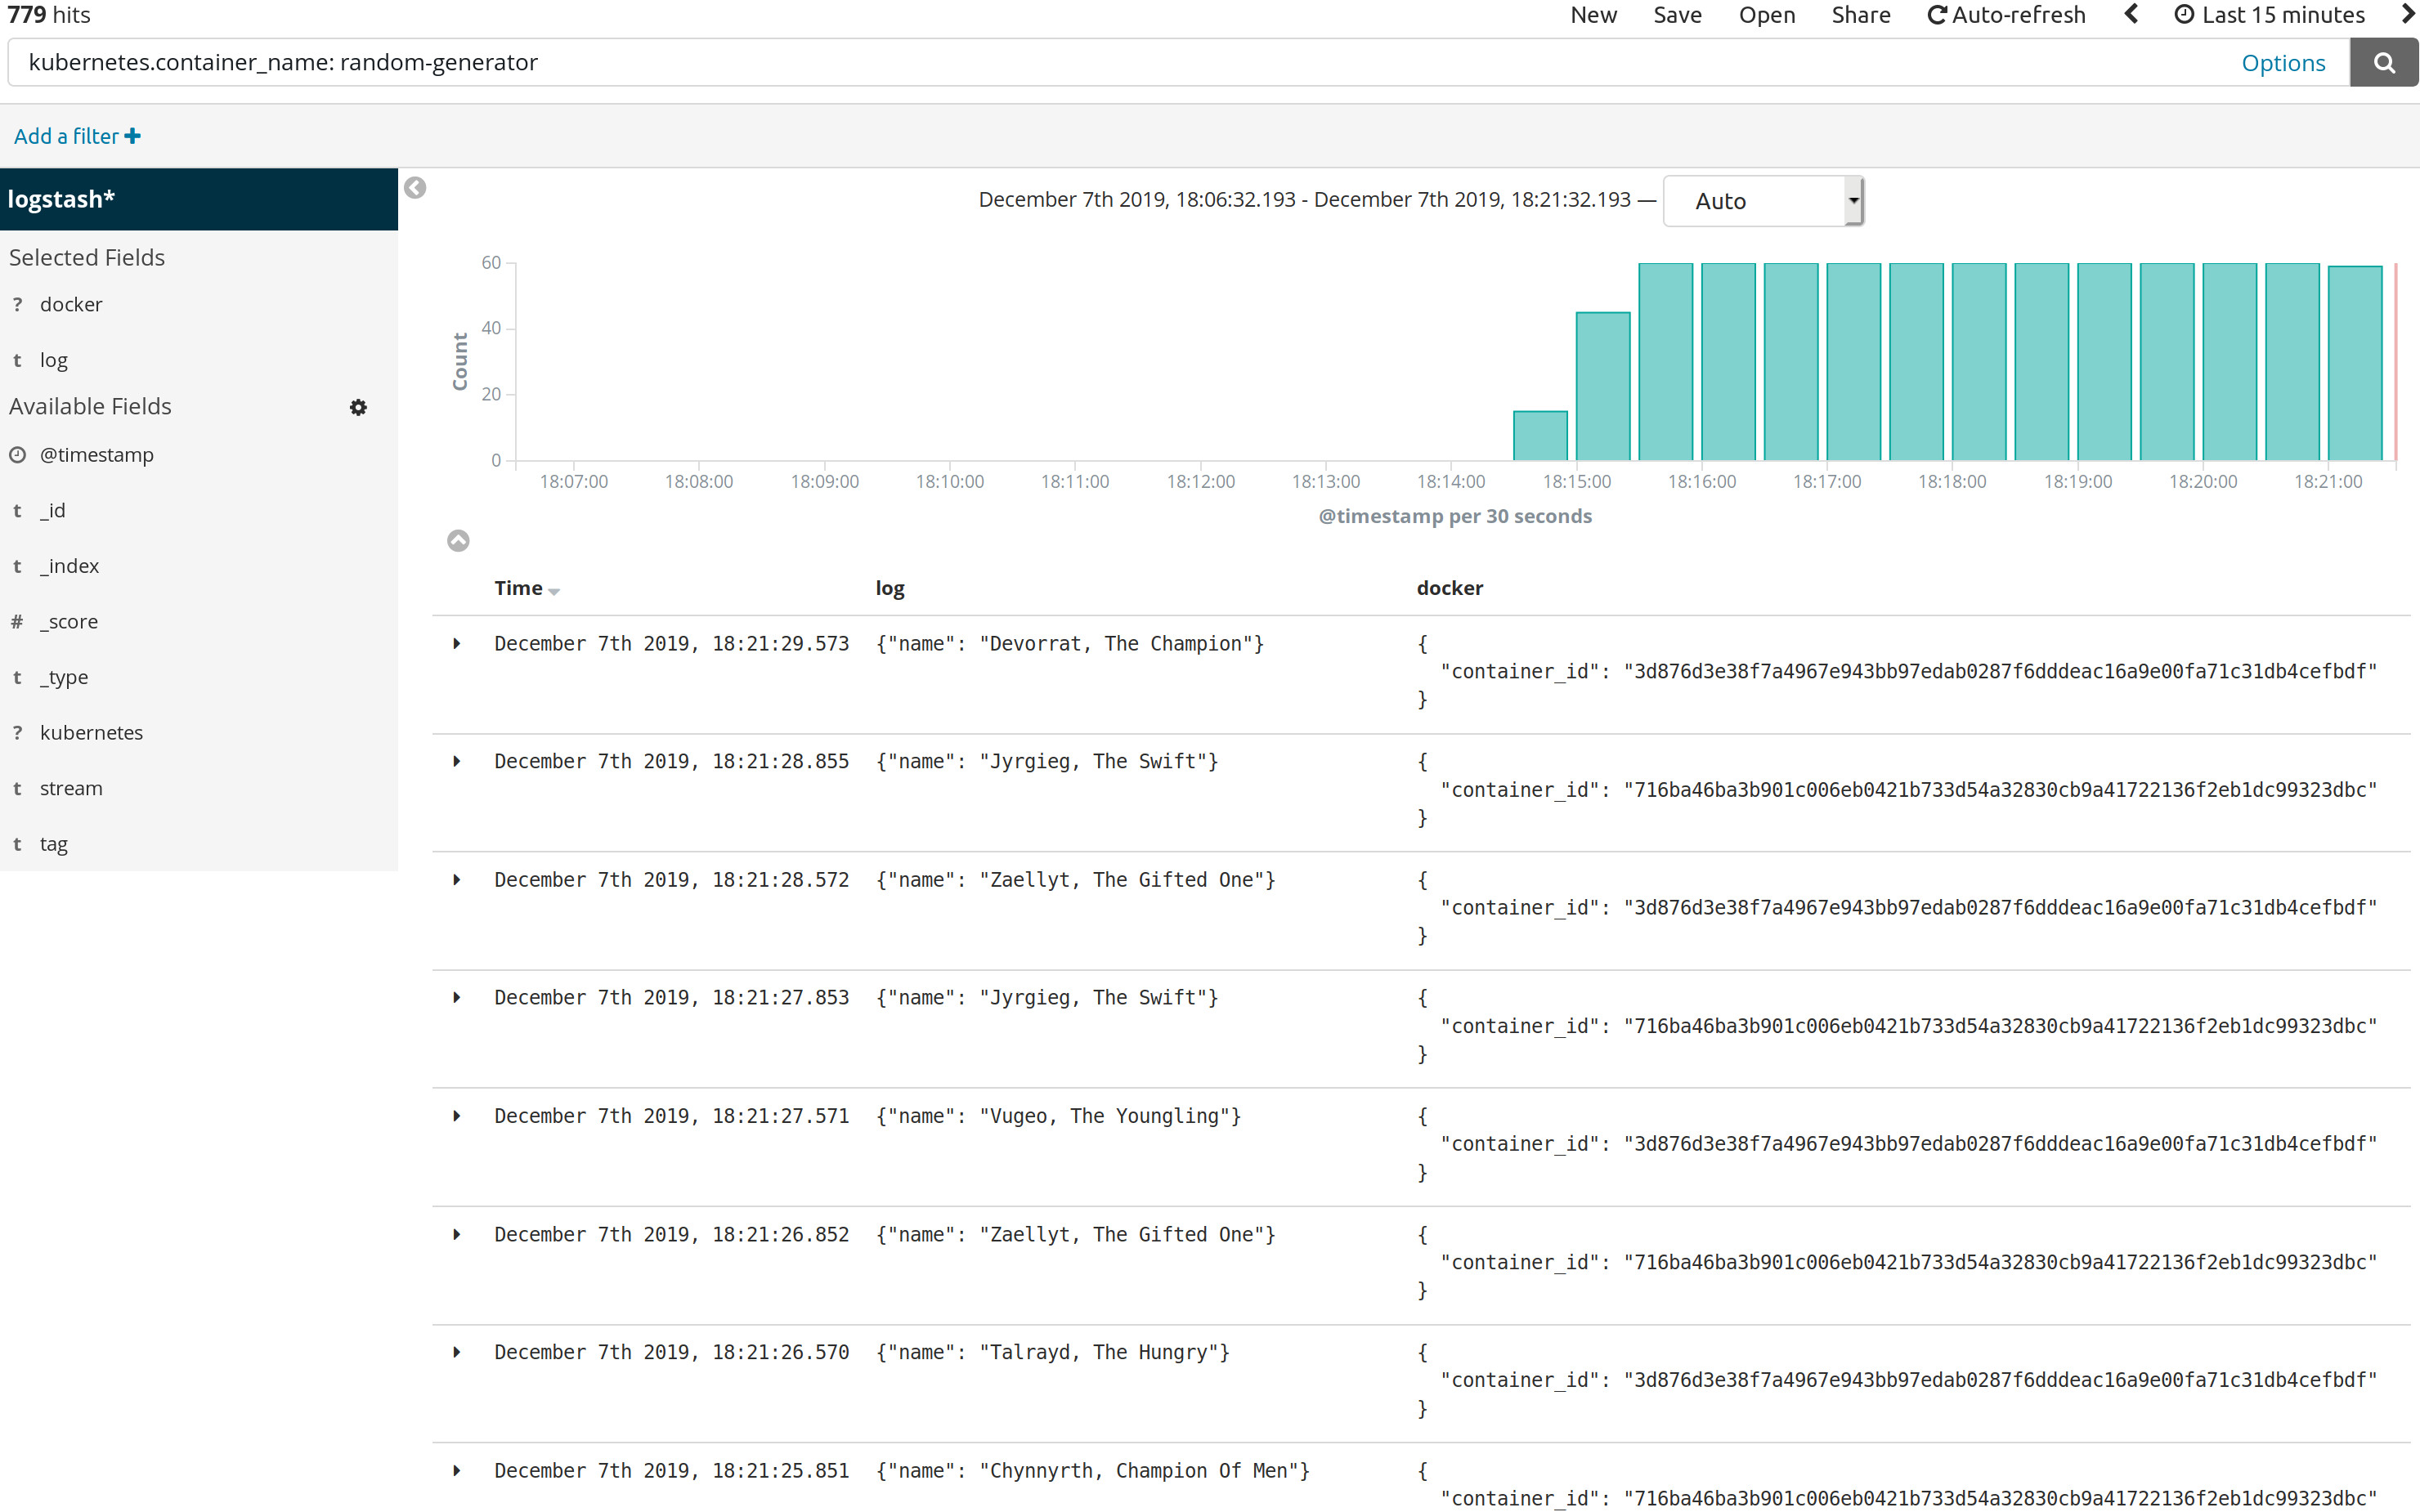 779 hits
New Save Open Share Auto-refresh Last 15 minutes
kubernetes.container_name: random-generator
Options
Add a filter
logstash*
Selected Fields
? docker
t log
Available Fields
@timestamp
t _id
t _index
# _score
t _type
? kubernetes
t stream
t tag
December 7th 2019, 18:06:32.193 - December 7th 2019, 18:21:32.193 — Auto
Count
60
40
20
0
18:07:00 18:08:00 18:09:00 18:10:00 18:11:00 18:12:00 18:13:00 18:14:00 18:15:00 18:16:00 18:17:00 18:18:00 18:19:00 18:20:00 18:21:00
@timestamp per 30 seconds
Time log docker
December 7th 2019, 18:21:29.573 {"name": "Devorrat, The Champion"} {
"container_id": "3d876d3e38f7a4967e943bb97edab0287f6dddeac16a9e00fa71c31db4cefbdf"
}
December 7th 2019, 18:21:28.855 {"name": "Jyrgieg, The Swift"} {
"container_id": "716ba46ba3b901c006eb0421b733d54a32830cb9a41722136f2eb1dc99323dbc"
}
December 7th 2019, 18:21:28.572 {"name": "Zaellyt, The Gifted One"} {
"container_id": "3d876d3e38f7a4967e943bb97edab0287f6dddeac16a9e00fa71c31db4cefbdf"
}
December 7th 2019, 18:21:27.853 {"name": "Jyrgieg, The Swift"} {
"container_id": "716ba46ba3b901c006eb0421b733d54a32830cb9a41722136f2eb1dc99323dbc"
}
December 7th 2019, 18:21:27.571 {"name": "Vugeo, The Youngling"} {
"container_id": "3d876d3e38f7a4967e943bb97edab0287f6dddeac16a9e00fa71c31db4cefbdf"
}
December 7th 2019, 18:21:26.852 {"name": "Zaellyt, The Gifted One"} {
"container_id": "716ba46ba3b901c006eb0421b733d54a32830cb9a41722136f2eb1dc99323dbc"
}
December 7th 2019, 18:21:26.570 {"name": "Talrayd, The Hungry"} {
"container_id": "3d876d3e38f7a4967e943bb97edab0287f6dddeac16a9e00fa71c31db4cefbdf"
}
December 7th 2019, 18:21:25.851 {"name": "Chynnyrth, Champion Of Men"} {
"container_id": "716ba46ba3b901c006eb0421b733d54a32830cb9a41722136f2eb1dc99323dbc"